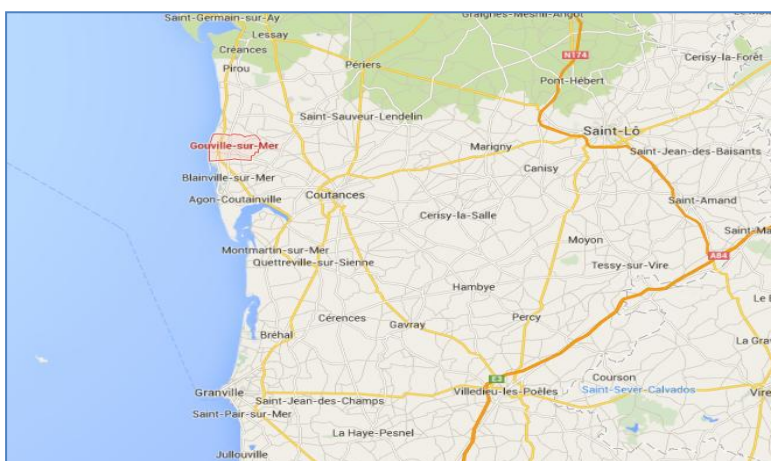 Saint-Germain-sur-Ay
Graignes-Mesnil-Angot
Lessay
Créances
N174
Cerisy-la-Forêt
Pirou
Périers
Pont-Hébert
Saint-Sauveur-Lendelin
Saint-Lô
Gouville-sur-Mer
Marigny
Saint-Jean-des-Baisants
Canisy
Blainville-sur-Mer
Agon-Coutainville
Coutances
Saint-Amand
Cerisy-la-Salle
Montmartin-sur-Mer
Moyon
A84
Quettreville-sur-Sienne
Tessy-sur-Vire
Hambye
Cérences
Gavray
Percy
Bréhal
La Gra
E3
Courson
Granville
Saint-Jean-des-Champs
Villedieu-les-Poêles
Saint-Sever-Calvados
Vire
Saint-Pair-sur-Mer
La Haye-Pesnel
Jullouville